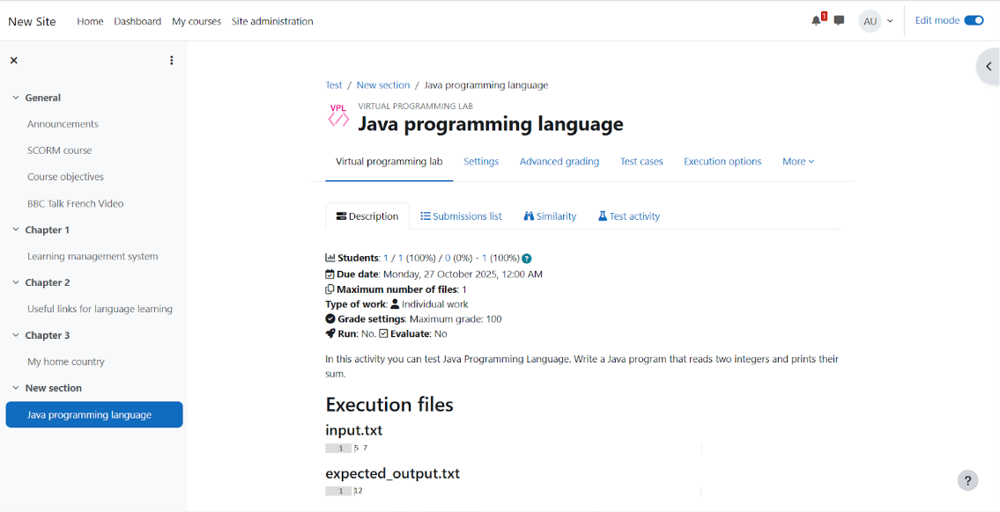 New Site Home Dashboard My courses Site administration 1 AU Edit mode
General
Announcements
SCORM course
Course objectives
BBC Talk French Video
Chapter 1
Learning management system
Chapter 2
Useful links for language learning
Chapter 3
My home country
New section
Java programming language
Test / New section / Java programming language
VPL
VIRTUAL PROGRAMMING LAB
Java programming language
Virtual programming lab Settings Advanced grading Test cases Execution options More
Description Submissions list Similarity Test activity
Students: 1 / 1 (100%) / 0 (0%) - 1 (100%) ?
Due date: Monday, 27 October 2025, 12:00 AM
Maximum number of files: 1
Type of work: Individual work
Grade settings: Maximum grade: 100
Run: No. Evaluate: No
In this activity you can test Java Programming Language. Write a Java program that reads two integers and prints their
sum.
Execution files
input.txt
1 5 7
expected_output.txt
1 12
?